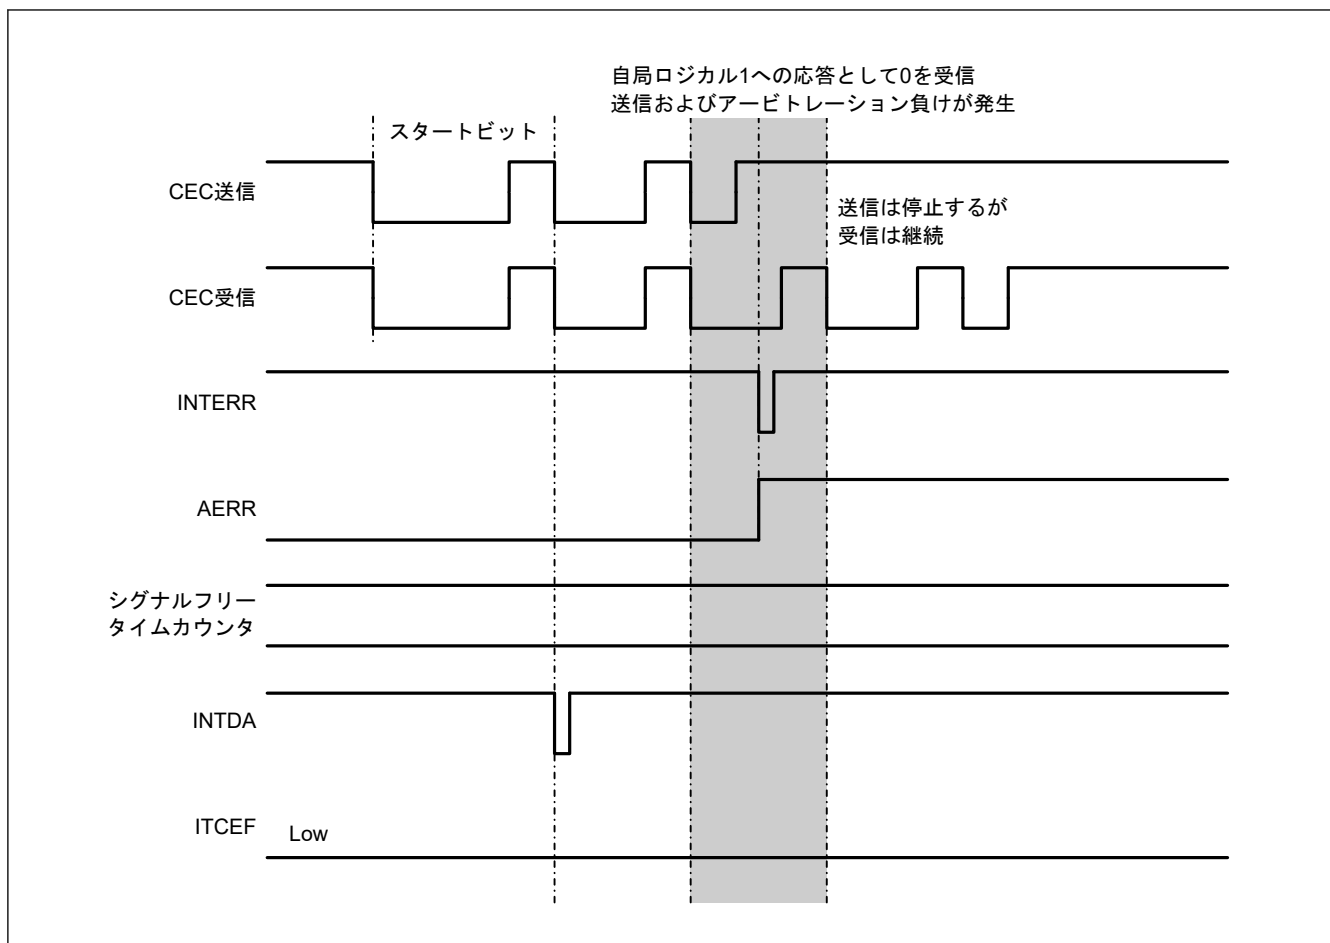 自局ロジカル1への応答として0を受信
送信およびアービトレーション負けが発生
スタートビット
CEC送信
送信は停止するが
受信は継続
CEC受信
INTERR
AERR
シグナルフリー
タイムカウンタ
INTDA
ITCEF
Low